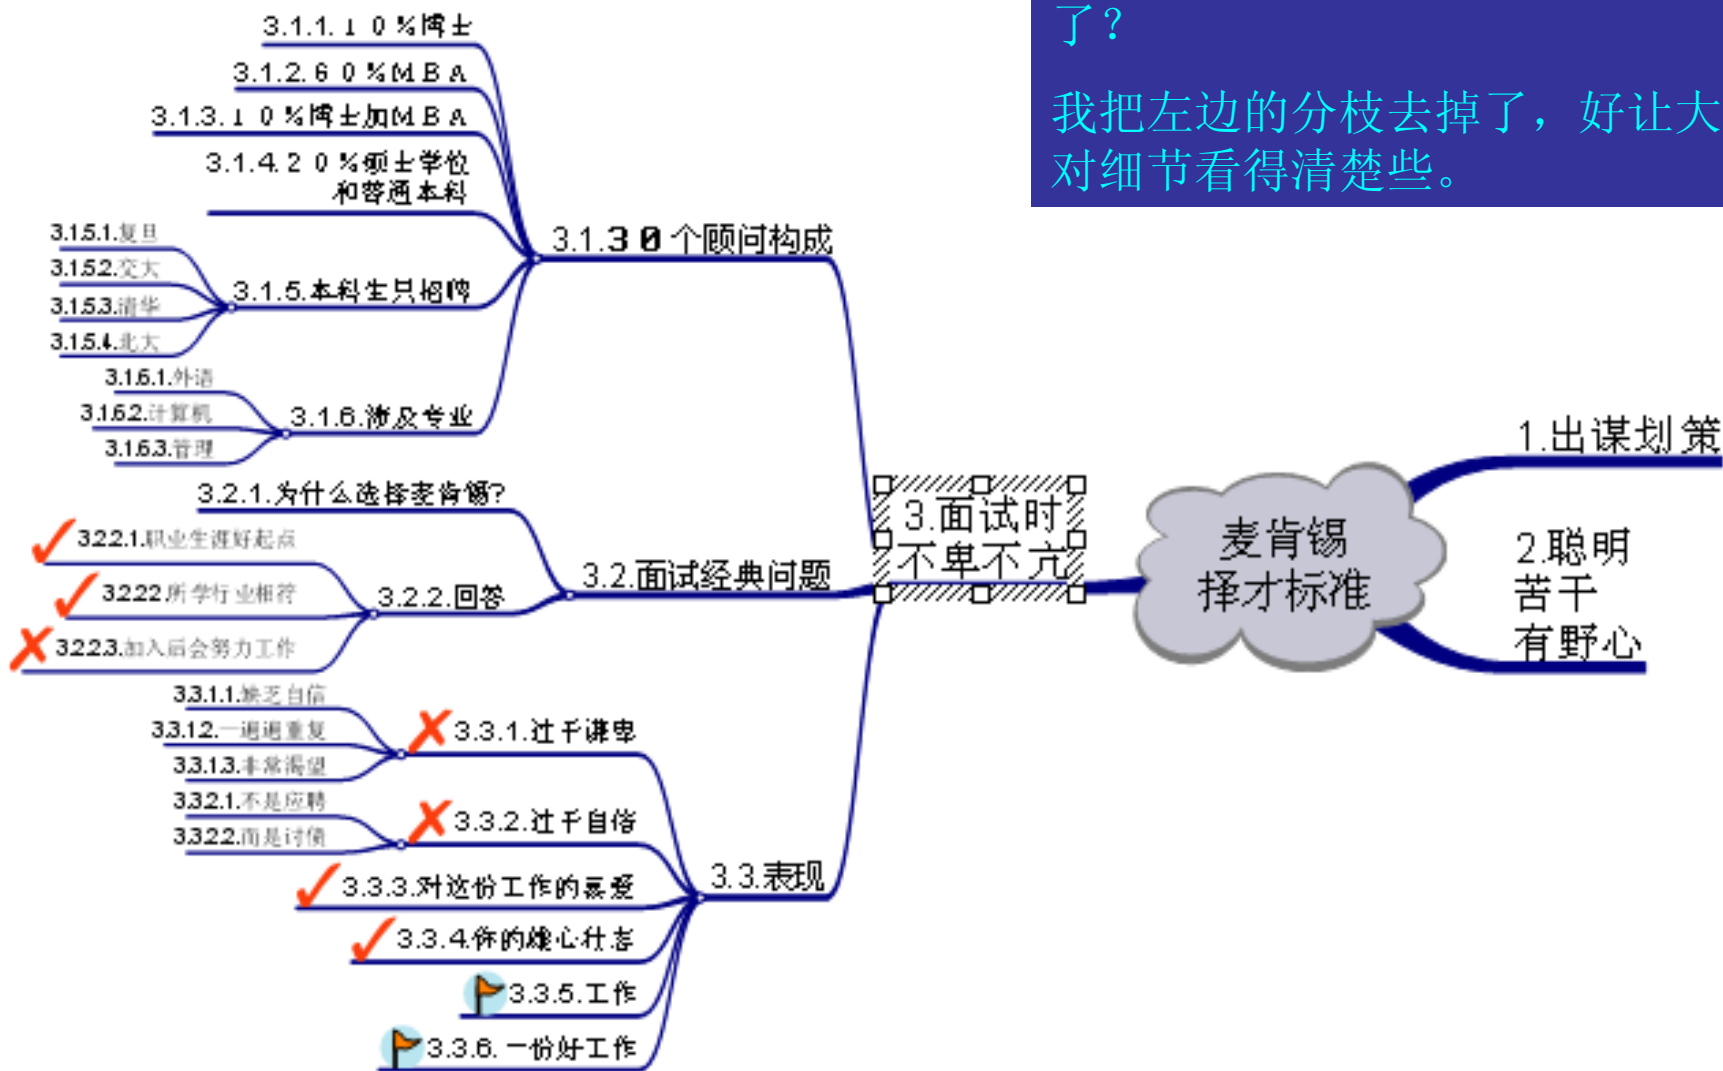 了？
我把左边的分枝去掉了，好让大
对细节看得清楚些。
3.1.1.１０％博士
3.1.2.６０％ＭＢＡ
3.1.3.１０％博士加ＭＢＡ
3.1.4.２０％硕士学位
和普通本科
3.1.30个顾问构成
3.1.5.1.复旦
3.1.5.2.交大
3.1.5.3.清华
3.1.5.4.北大
3.1.5.本科生只招聘
3.1.6.1.外语
3.1.6.2.计算机
3.1.6.3.管理
3.1.6.涉及专业
3.2.1.为什么选择麦肯锡?
3.2.2.1.职业生涯好起点
3.2.2.2.所学行业相符
3.2.2.3.加入后会努力工作
3.2.2.回答
3.2.面试经典问题
3.面试时
不卑不亢
麦肯锡
择才标准
1.出谋划策
2.聪明
苦干
有野心
3.3.1.1.缺乏自信
3.3.1.2.一遍遍重复
3.3.1.3.非常渴望
3.3.1.过于谦卑
3.3.2.1.不是应聘
3.3.2.2.而是讨债
3.3.2.过于自信
3.3.3.对这份工作的喜爱
3.3.4.你的雄心壮志
3.3.5.工作
3.3.6.一份好工作
3.3.表现